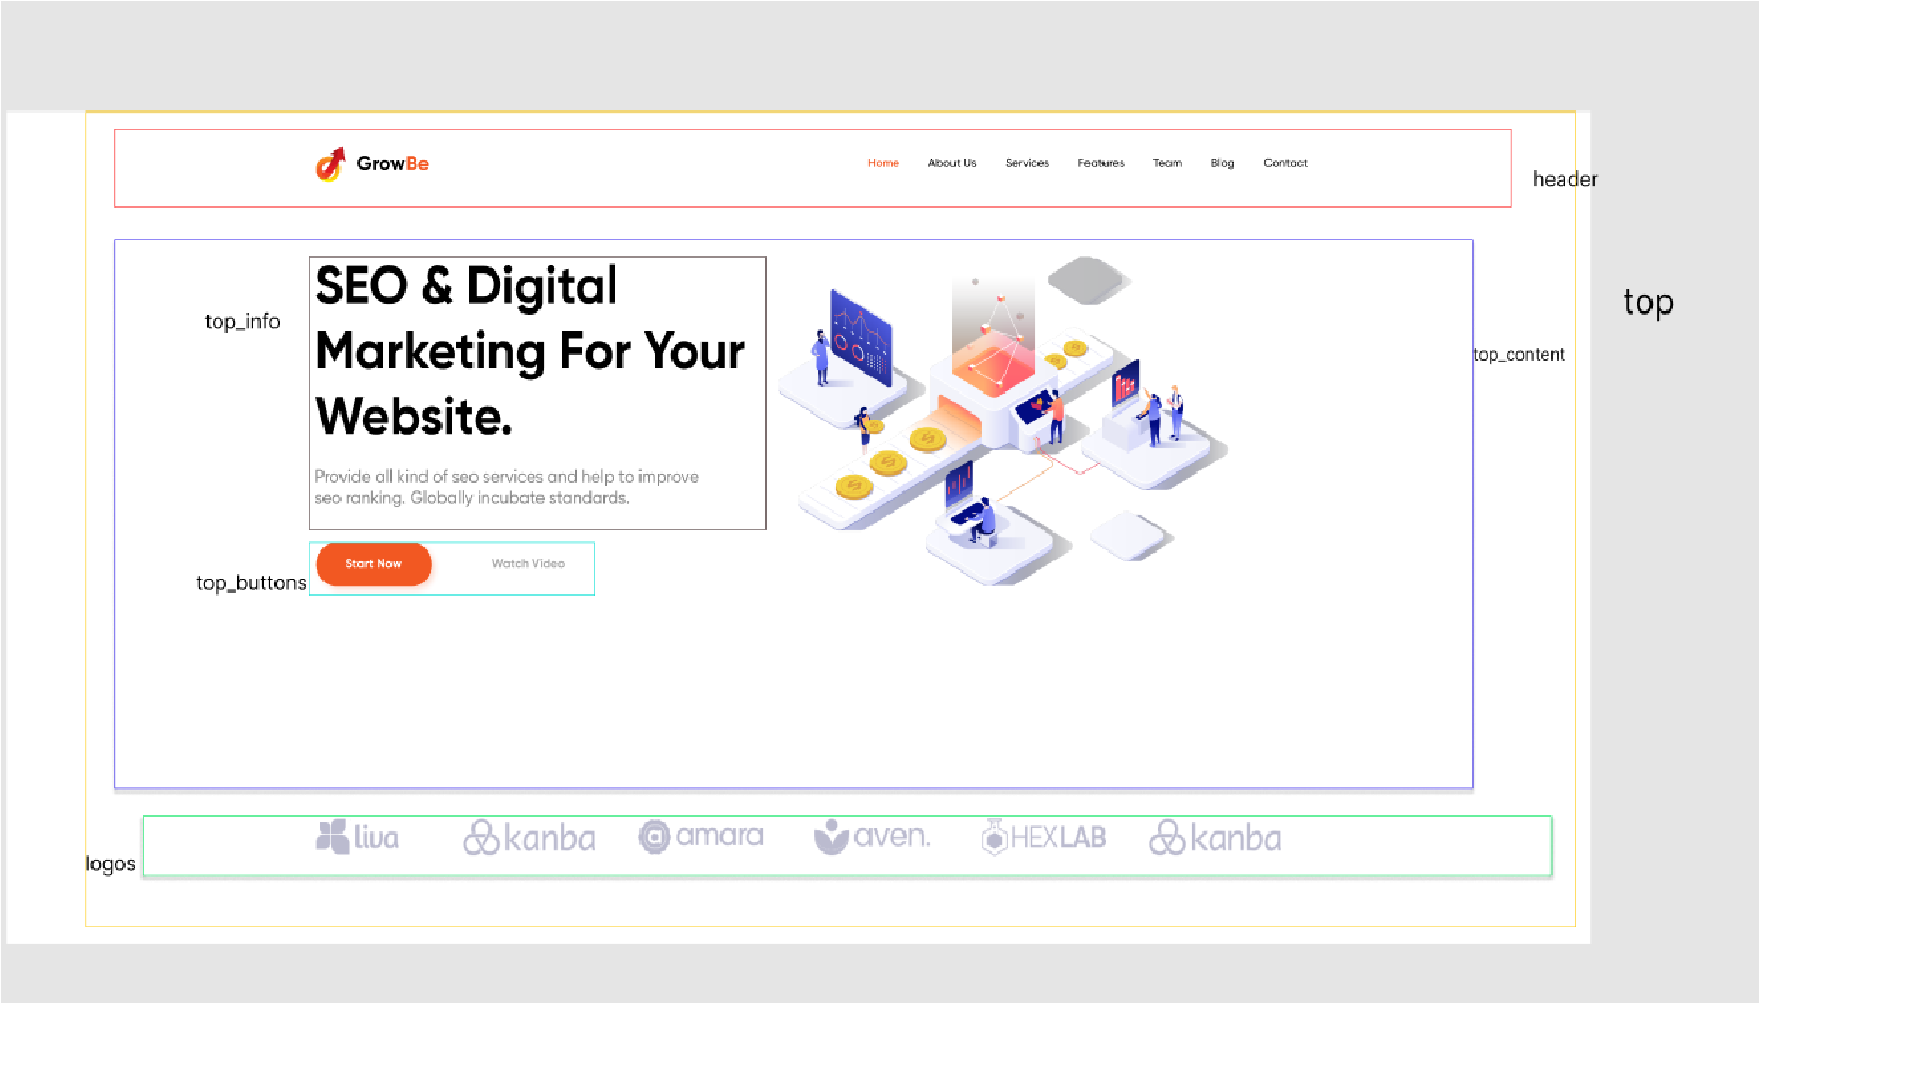 GrowBe
Home About Us Services Features Team Blog Contact
header
SEO & Digital
Marketing For Your
Website.
top_info
top
top_content
Provide all kind of seo services and help to improve
seo ranking. Globally incubate standards.
Start Now Watch Video
top_buttons
liva kanba amara aven. HEXLAB kanba
logos